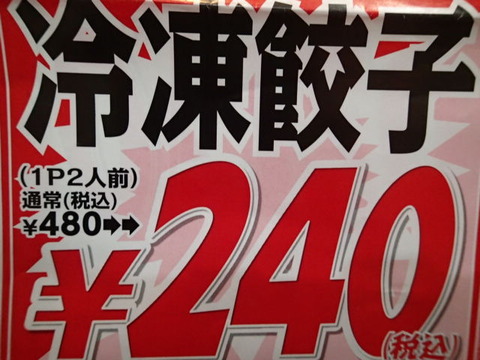 冷凍餃子
(1P2人前)
通常(税込)
¥480➡➡
¥240
(税込)